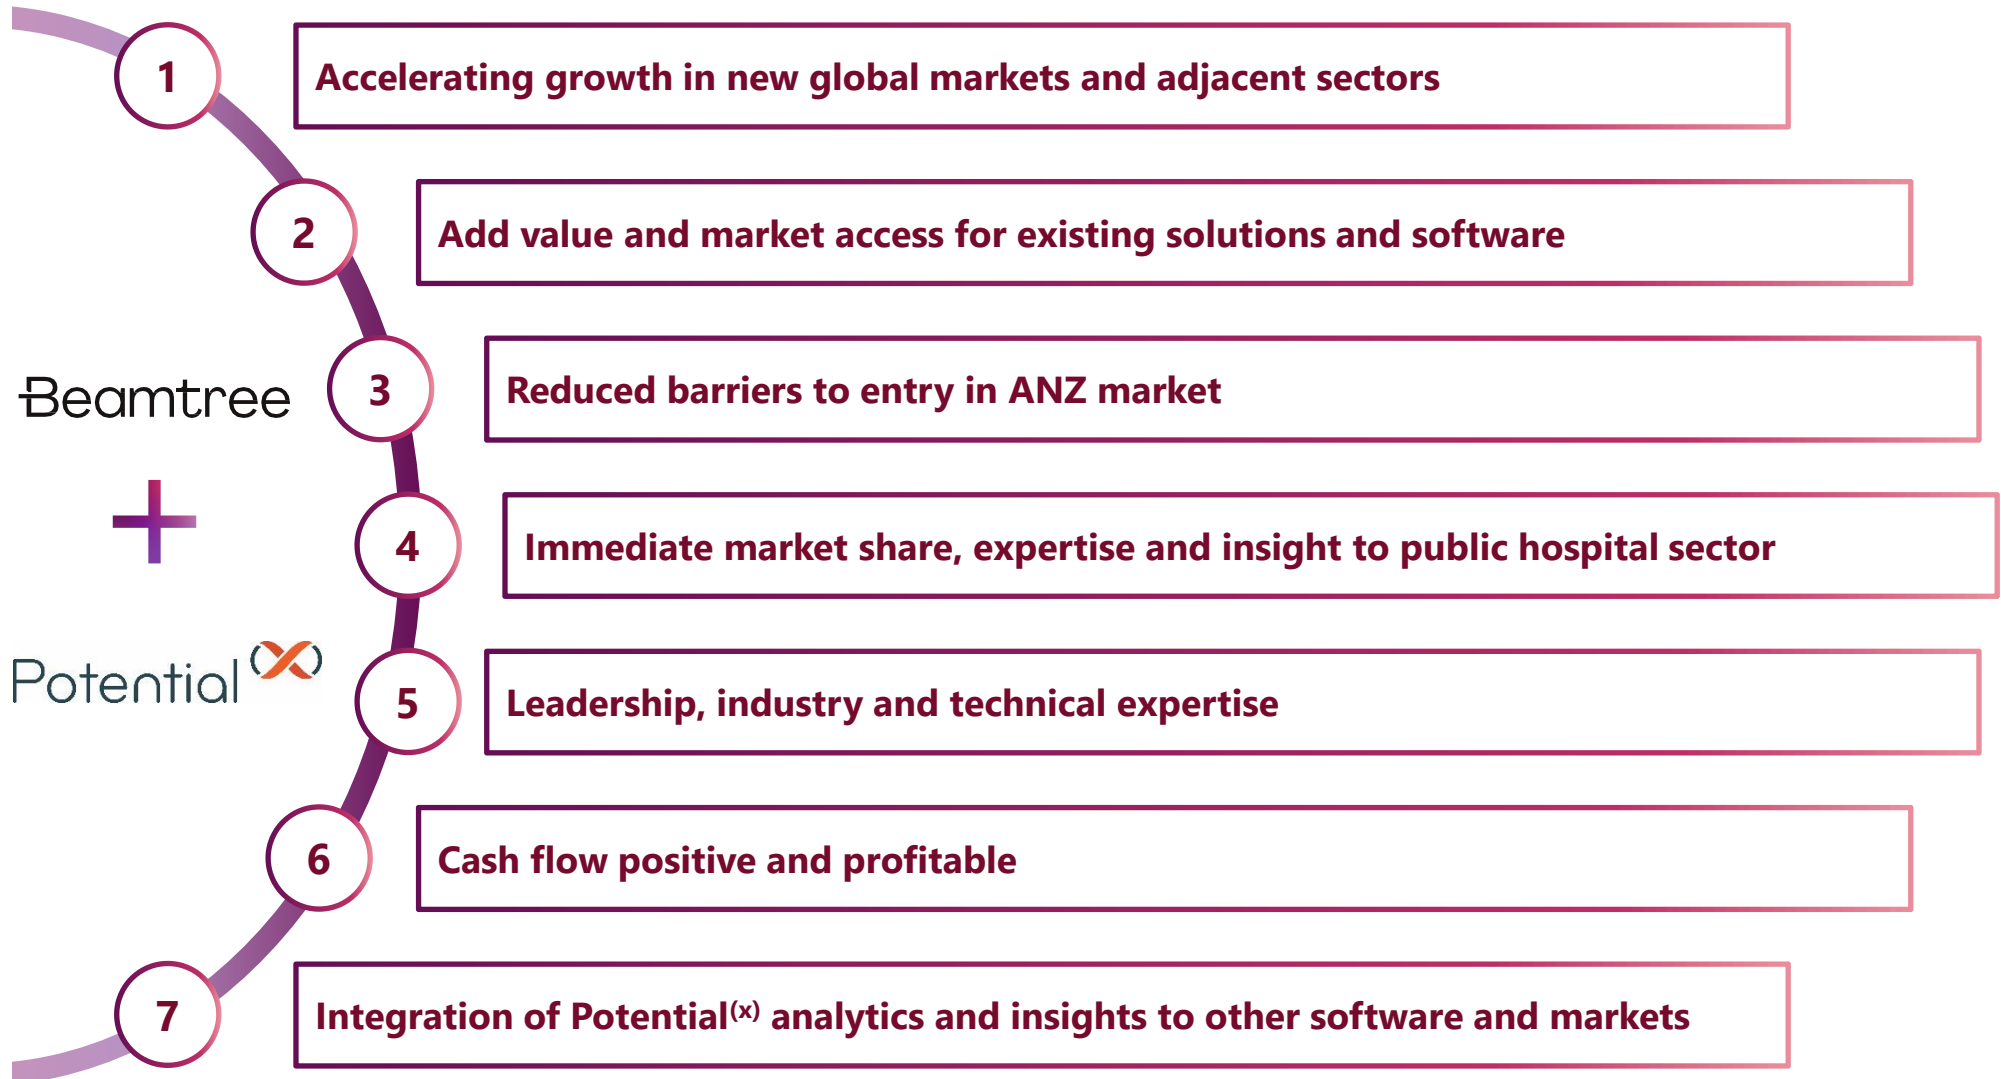 1
Accelerating growth in new global markets and adjacent sectors
2
Add value and market access for existing solutions and software
Beamtree
3
Reduced barriers to entry in ANZ market
4
Immediate market share, expertise and insight to public hospital sector
Potential (x)
5
Leadership, industry and technical expertise
6
Cash flow positive and profitable
7
Integration of Potential(x) analytics and insights to other software and markets